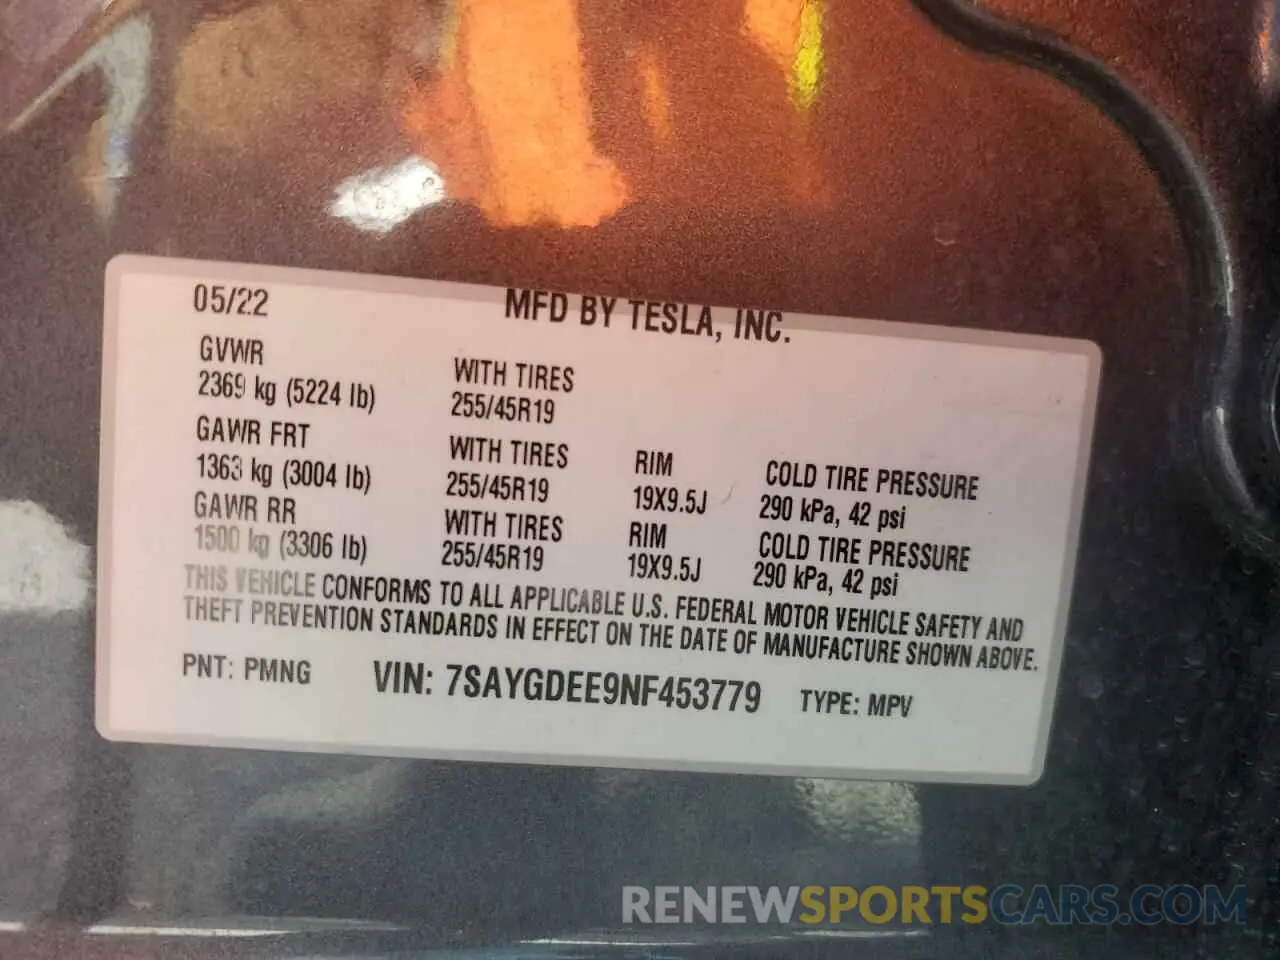 05/22 MFD BY TESLA, INC.
GVWR
2369 kg (5224 lb) WITH TIRES
255/45R19
GAWR FRT WITH TIRES RIM COLD TIRE PRESSURE
1363 kg (3004 lb) 255/45R19 19X9.5J 290 kPa, 42 psi
GAWR RR WITH TIRES RIM COLD TIRE PRESSURE
1500 kg (3306 lb) 255/45R19 19X9.5J 290 kPa, 42 psi
THIS VEHICLE CONFORMS TO ALL APPLICABLE U.S. FEDERAL MOTOR VEHICLE SAFETY AND
THEFT PREVENTION STANDARDS IN EFFECT ON THE DATE OF MANUFACTURE SHOWN ABOVE.
PNT: PMNG VIN: 7SAYGDEE9NF453779 TYPE: MPV
RENEWSPORTSCARS.COM